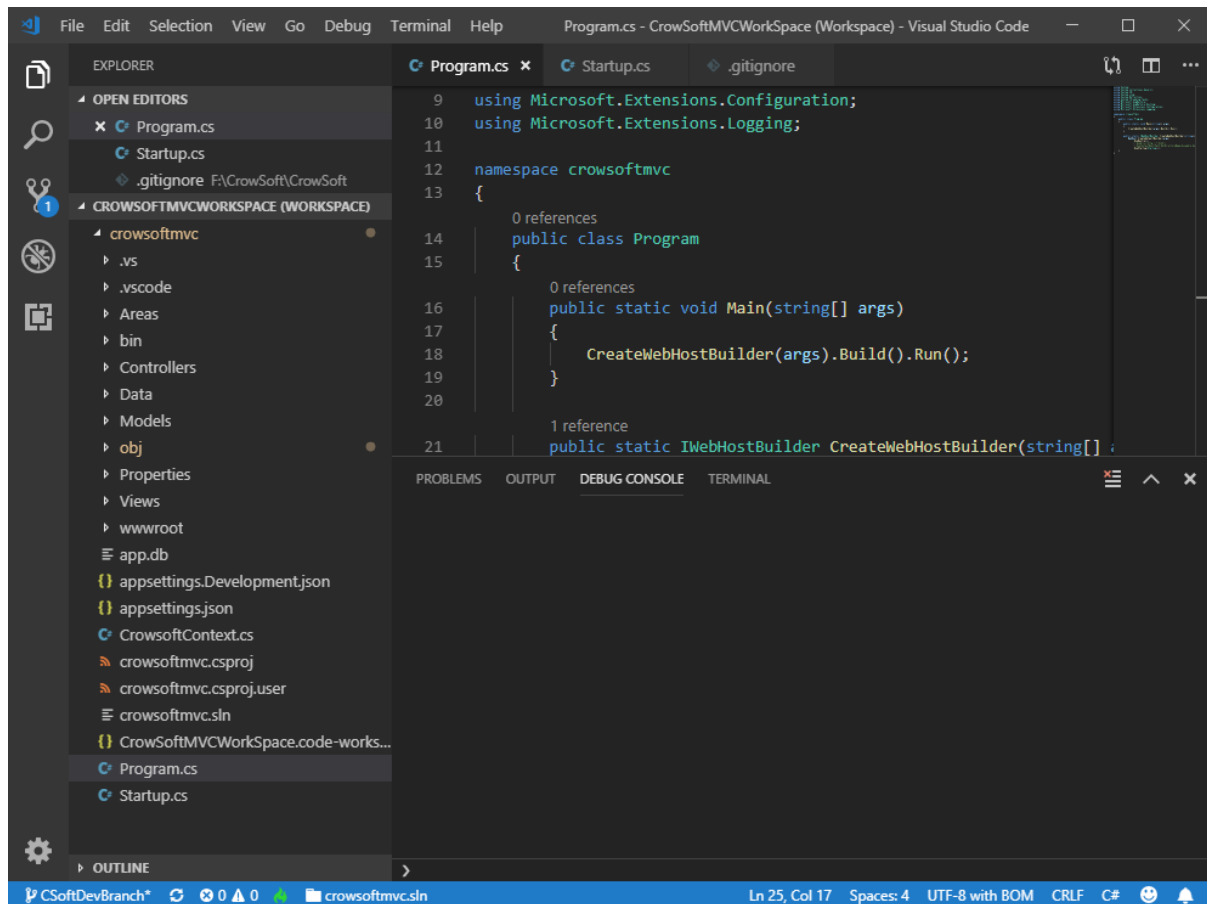 File Edit Selection View Go Debug Terminal Help Program.cs - CrowSoftMVCWorkSpace (Workspace) - Visual Studio Code
EXPLORER
OPEN EDITORS
Program.cs
Startup.cs
.gitignore F:\CrowSoft\CrowSoft
CROWSOFTMVCWORKSPACE (WORKSPACE)
crowsoftmvc
.vs
.vscode
Areas
bin
Controllers
Data
Models
obj
Properties
Views
wwwroot
app.db
appsettings.Development.json
appsettings.json
CrowsoftContext.cs
crowsoftmvc.csproj
crowsoftmvc.csproj.user
crowsoftmvc.sln
CrowSoftMVCWorkSpace.code-works...
Program.cs
Startup.cs
OUTLINE
1
Program.cs Startup.cs .gitignore
9 using Microsoft.Extensions.Configuration;
10 using Microsoft.Extensions.Logging;
11
12 namespace crowsoftmvc
13 {
0 references
14 public class Program
15 {
0 references
16 public static void Main(string[] args)
17 {
18 CreateWebHostBuilder(args).Build().Run();
19 }
20
1 reference
21 public static IWebHostBuilder CreateWebHostBuilder(string[]
PROBLEMS OUTPUT DEBUG CONSOLE TERMINAL
CSoftDevBranch* 0 0 crowsoftmvc.sln Ln 25, Col 17 Spaces: 4 UTF-8 with BOM CRLF C#